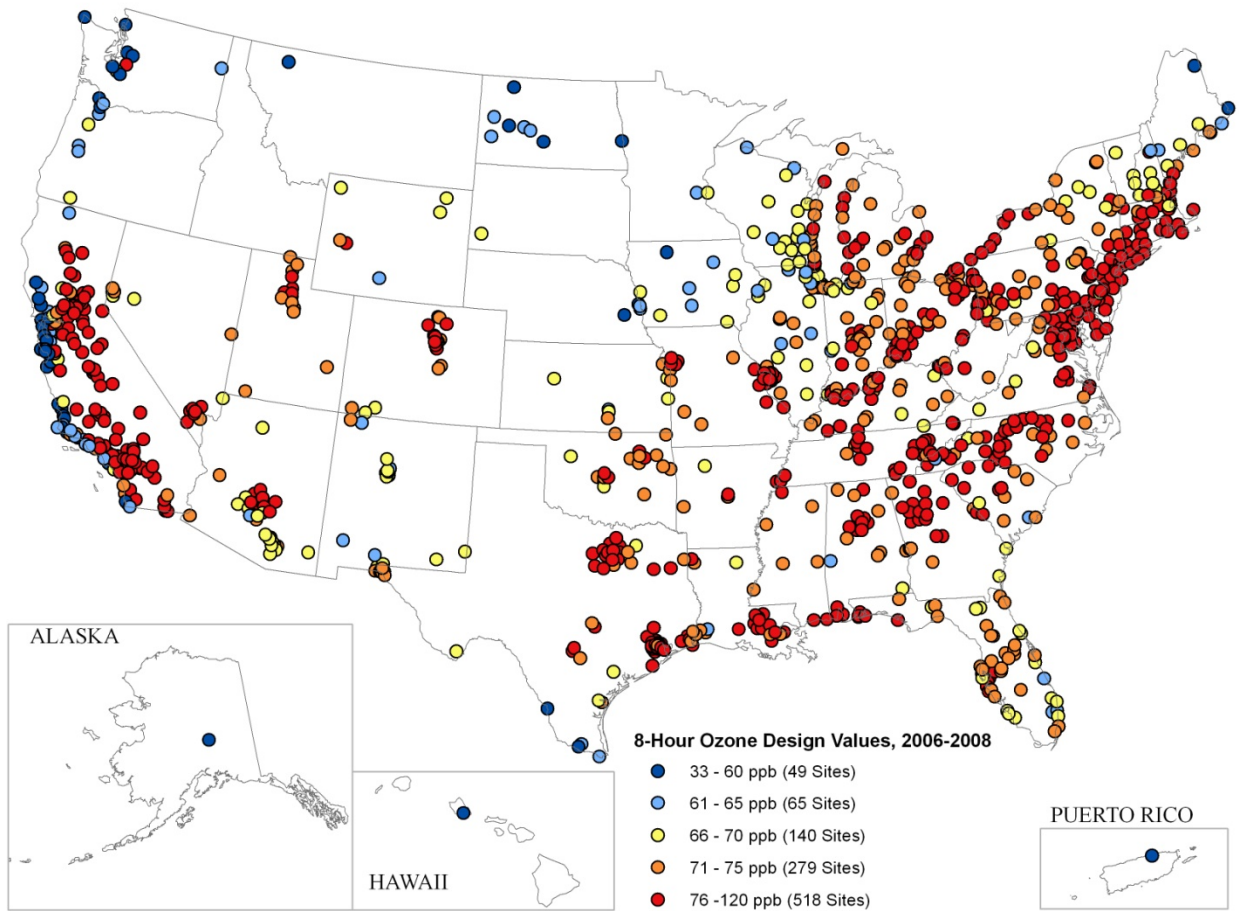 ALASKA
HAWAII
8-Hour Ozone Design Values, 2006-2008
33 - 60 ppb (49 Sites)
61 - 65 ppb (65 Sites)
66 - 70 ppb (140 Sites)
71 - 75 ppb (279 Sites)
76 -120 ppb (518 Sites)
PUERTO RICO